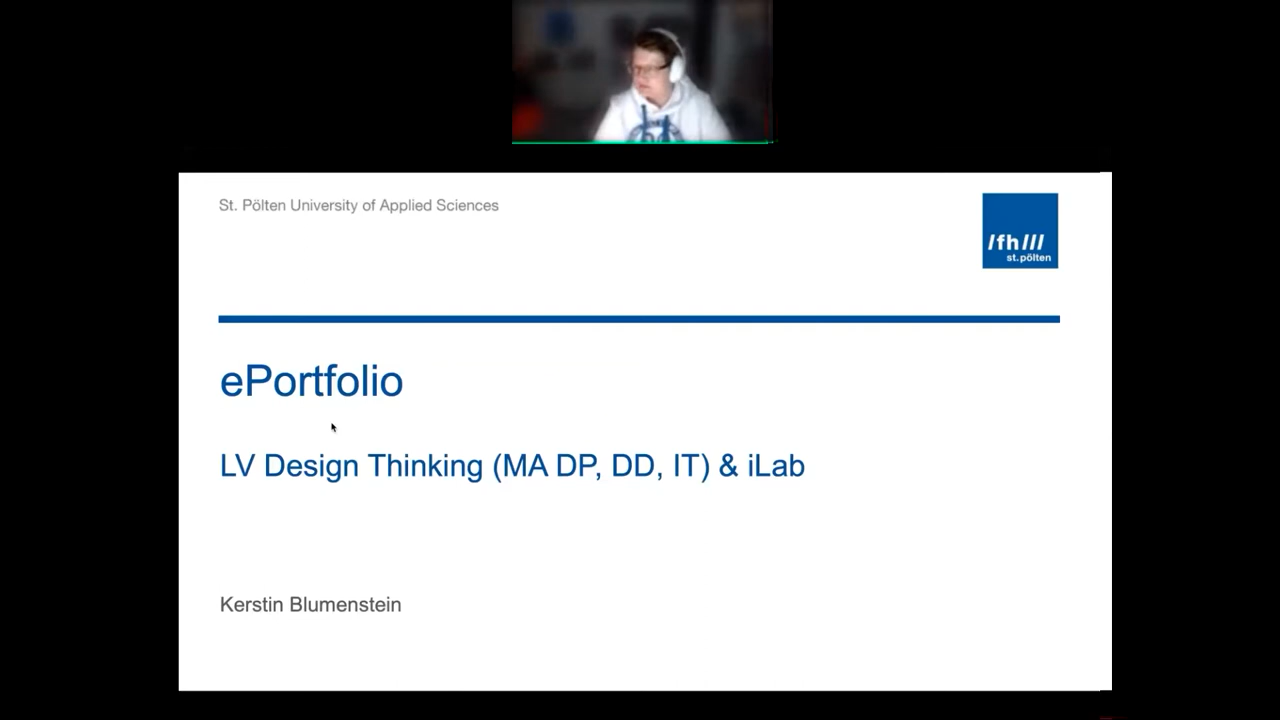 St. Pölten University of Applied Sciences
/fh///
st.pölten
ePortfolio
LV Design Thinking (MA DP, DD, IT) & iLab
Kerstin Blumenstein